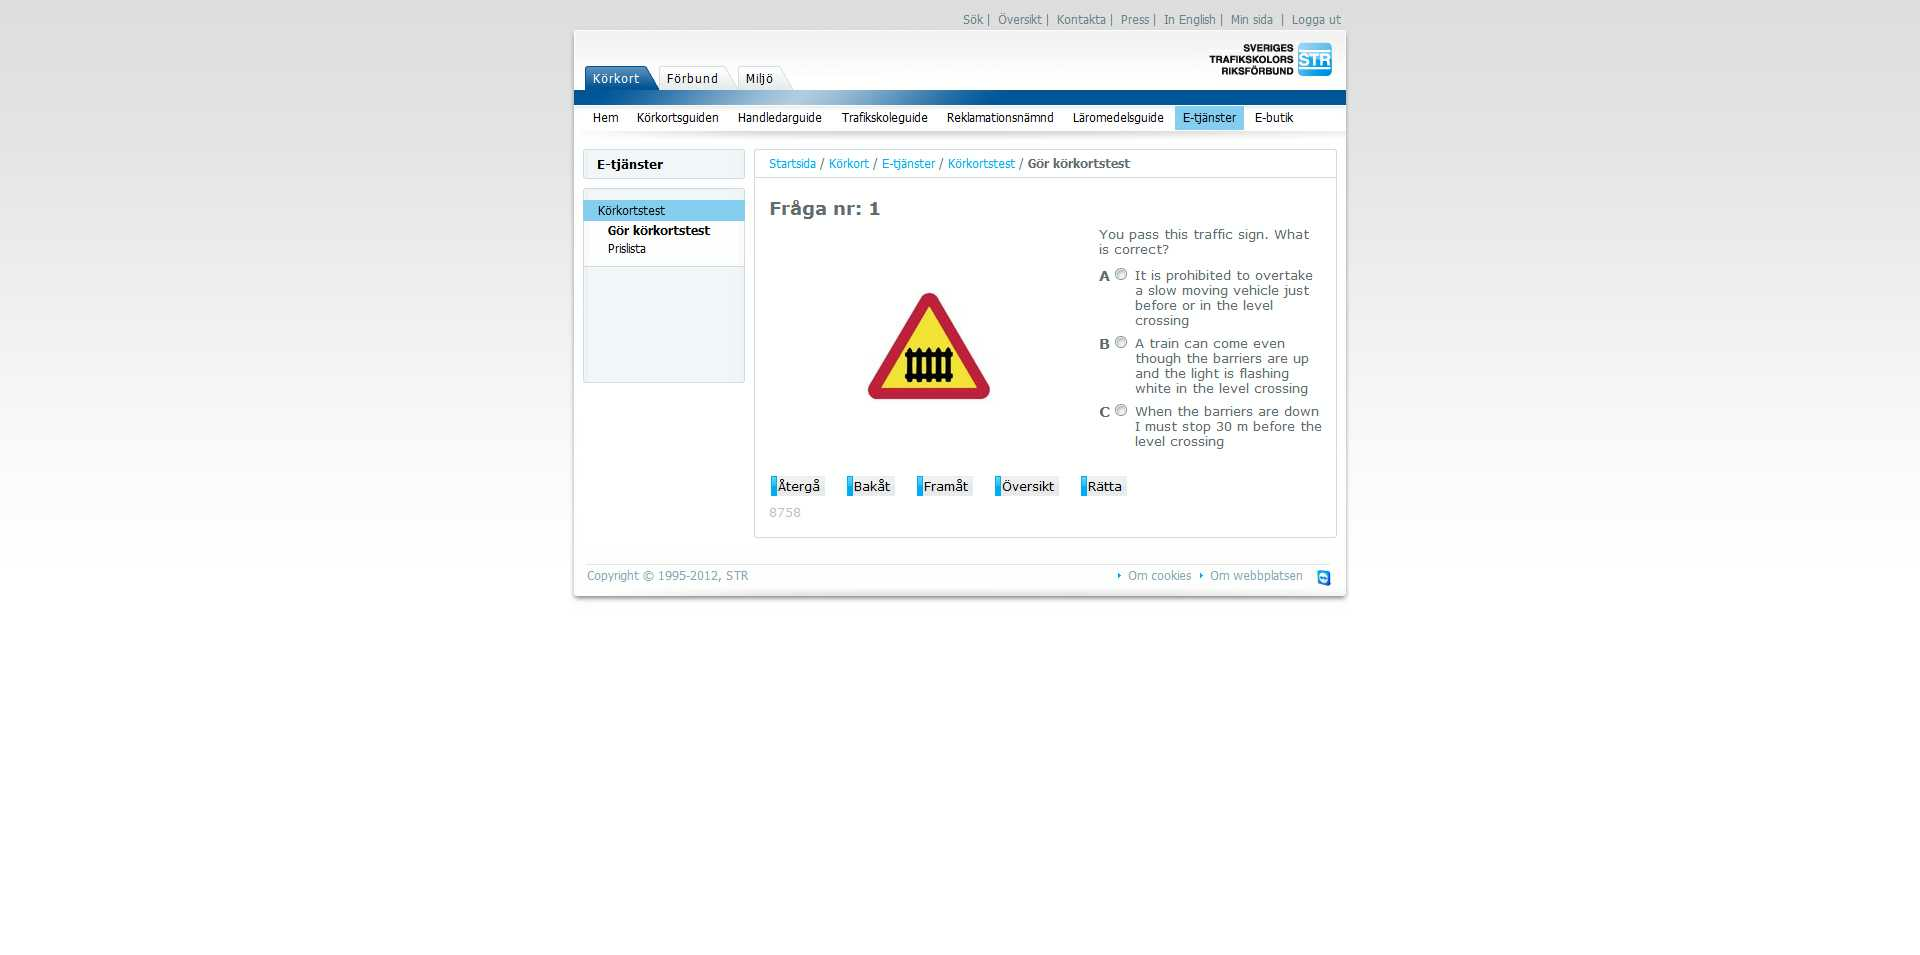 Sök | Översikt | Kontakta | Press | In English | Min sida | Logga ut
SVERIGES
TRAFIKSKOLORS
RIKSFÖRBUND
STR
Körkort Förbund Miljö
Hem Körkortsguiden Handledarguide Trafikskoleguide Reklamationsnämnd Läromedelsguide E-tjänster E-butik
E-tjänster
Körkortstest
Gör körkortstest
Prislista
Startsida / Körkort / E-tjänster / Körkortstest / Gör körkortstest
Fråga nr: 1
You pass this traffic sign. What
is correct?
A It is prohibited to overtake
a slow moving vehicle just
before or in the level
crossing
B A train can come even
though the barriers are up
and the light is flashing
white in the level crossing
C When the barriers are down
I must stop 30 m before the
level crossing
Återgå Bakåt Framåt Översikt Rätta
8758
Copyright © 1995-2012, STR
Om cookies Om webbplatsen